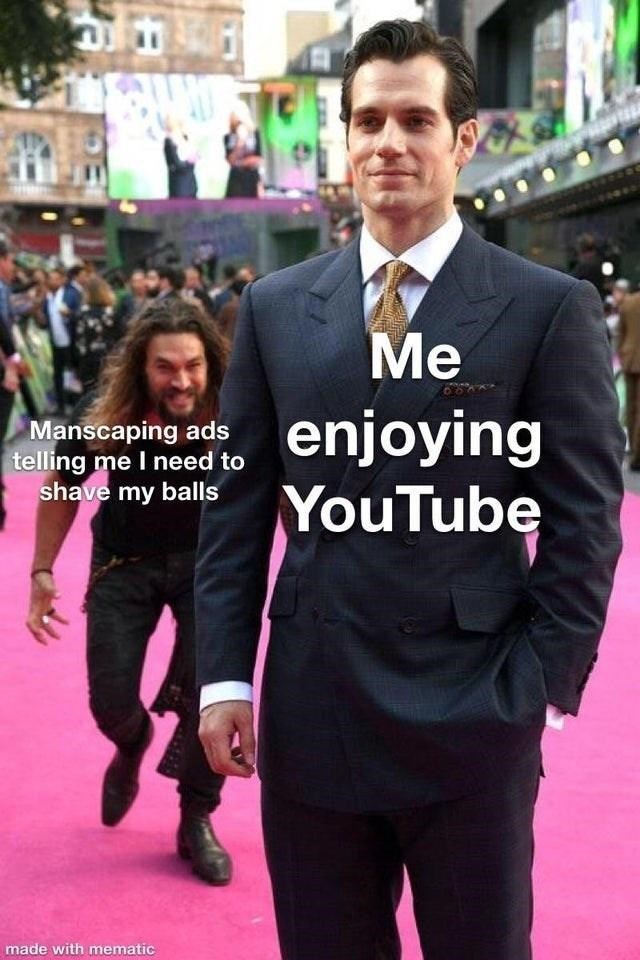 Manscaping ads
telling me I need to
shave my balls
Me
enjoying
YouTube
made with mematic